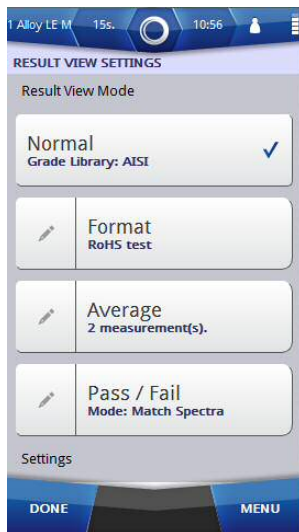 1 Alloy LE M 15s. 10:56
RESULT VIEW SETTINGS
Result View Mode
Normal
Grade Library: AISI
Format
RoHS test
Average
2 measurement(s).
Pass / Fail
Mode: Match Spectra
Settings
DONE MENU